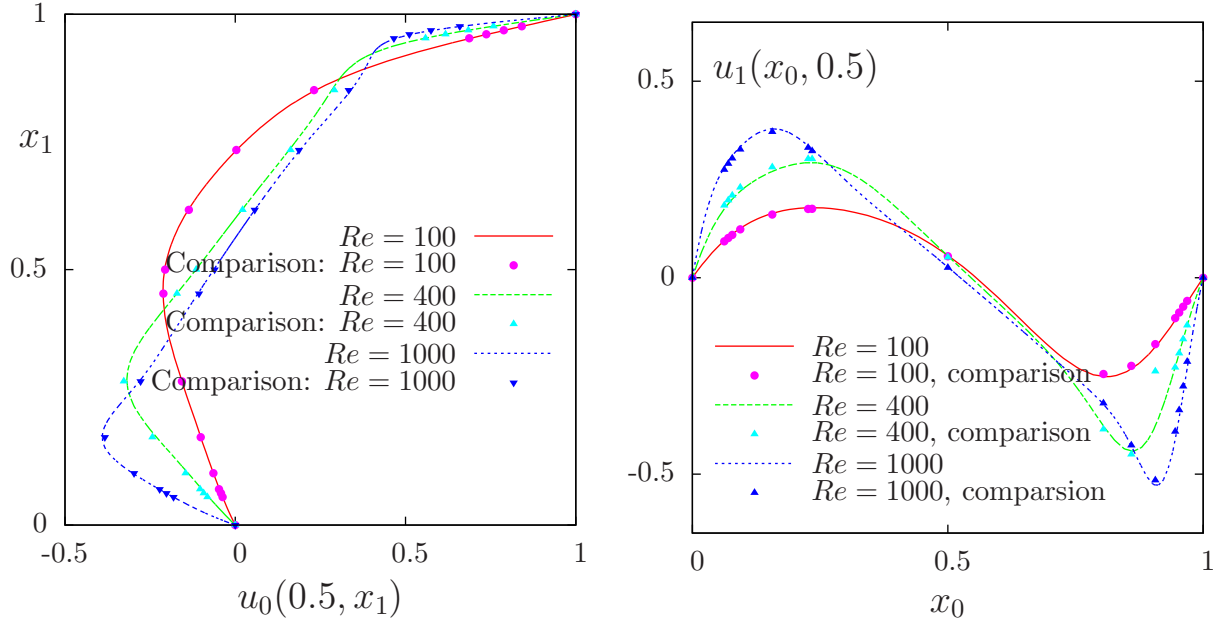 1
x₁
0.5
0
-0.5
0
0.5
1
u₀(0.5, x₁)
Re = 100
Comparison: Re = 100
Re = 400
Comparison: Re = 400
Re = 1000
Comparison: Re = 1000
u₁(x₀, 0.5)
0.5
0
-0.5
0
0.5
1
x₀
Re = 100
Re = 100, comparison
Re = 400
Re = 400, comparison
Re = 1000
Re = 1000, comparsion